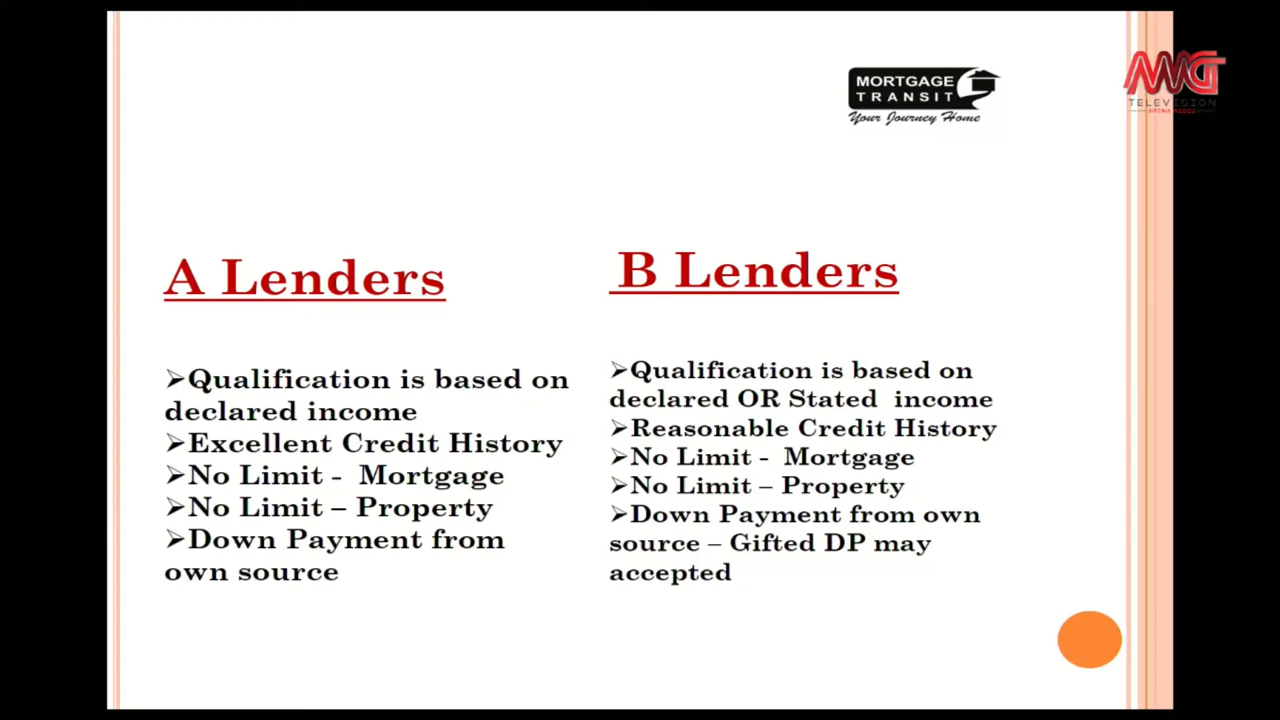 MORTGAGE
TRANSIT
Your Journey Home
TELEVISION
A Lenders
➢Qualification is based on
declared income
➢Excellent Credit History
➢No Limit -  Mortgage
➢No Limit – Property
➢Down Payment from
own source
B Lenders
➢Qualification is based on
declared OR Stated  income
➢Reasonable Credit History
➢No Limit -  Mortgage
➢No Limit – Property
➢Down Payment from own
source – Gifted DP may
accepted